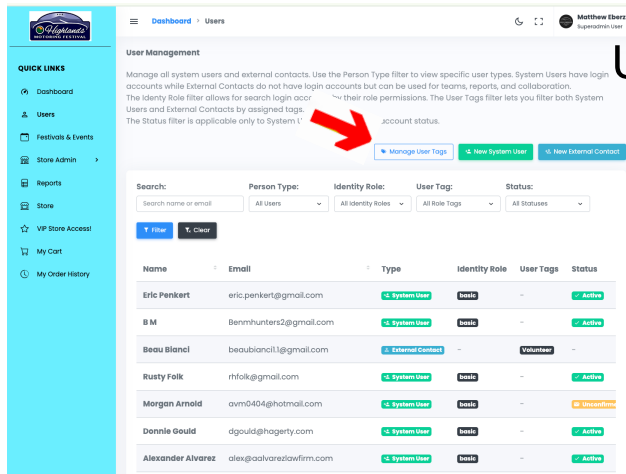 Highlands
MOTORING FESTIVAL
Dashboard › Users
Matthew Eberz
Superadmin User
QUICK LINKS
Dashboard
Users
Festivals & Events
Store Admin
Reports
Store
VIP Store Access!
My Cart
My Order History
User Management
U
Manage all system users and external contacts. Use the Person Type filter to view specific user types. System Users have login
accounts while External Contacts do not have login accounts but can be used for teams, reports, and collaboration.
The Identy Role filter allows for search login acc by their role permissions. The User Tags filter lets you filter both System
Users and External Contacts by assigned tags.
The Status filter is applicable only to System account status.
Manage User Tags
New System User
New External Contact
Search: Person Type: Identity Role: User Tag: Status:
Search name or email All Users All Identity Roles All Role Tags All Statuses
Filter Clear
Name Email Type Identity Role User Tags Status
Eric Penkert eric.penkert@gmail.com System User basic - Active
B M Benmhunters2@gmail.com System User basic - Active
Beau Bianci beaubianci1.1@gmail.com External Contact - Volunteer -
Rusty Folk rhfolk@gmail.com System User basic - Active
Morgan Arnold avm0404@hotmail.com System User basic - Unconfirme
Donnie Gould dgould@hagerty.com System User basic - Active
Alexander Alvarez alex@aalvarezlawfirm.com System User basic - Active